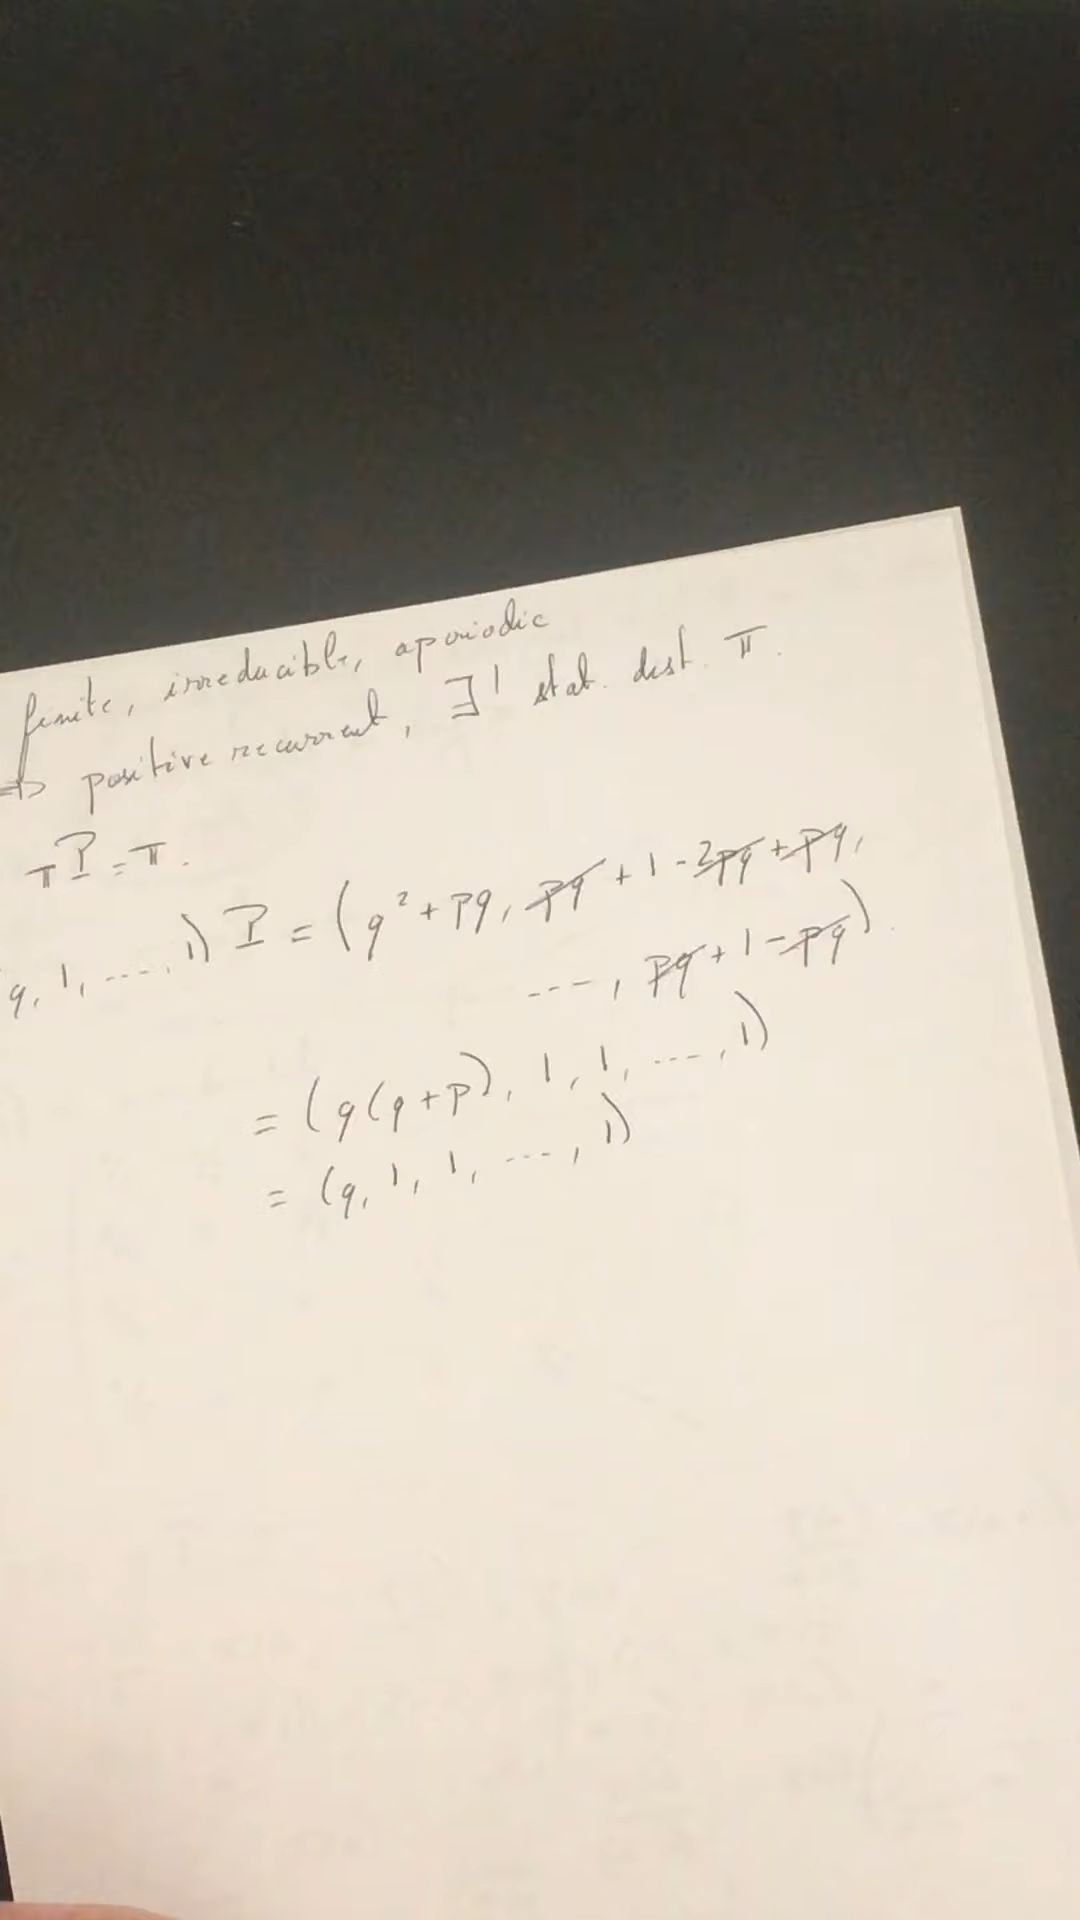 finite, irreducible, aperiodic
⇒ positive recurrent, ∃! stat. dist. π.
πP = π.
q, 1, ----, 1) P = (q² + pq, pq + 1 - 2pq + pq,
----, pq + 1 - pq).
= (q(q+p), 1, 1, ----, 1)
= (q, 1, 1, ----, 1)